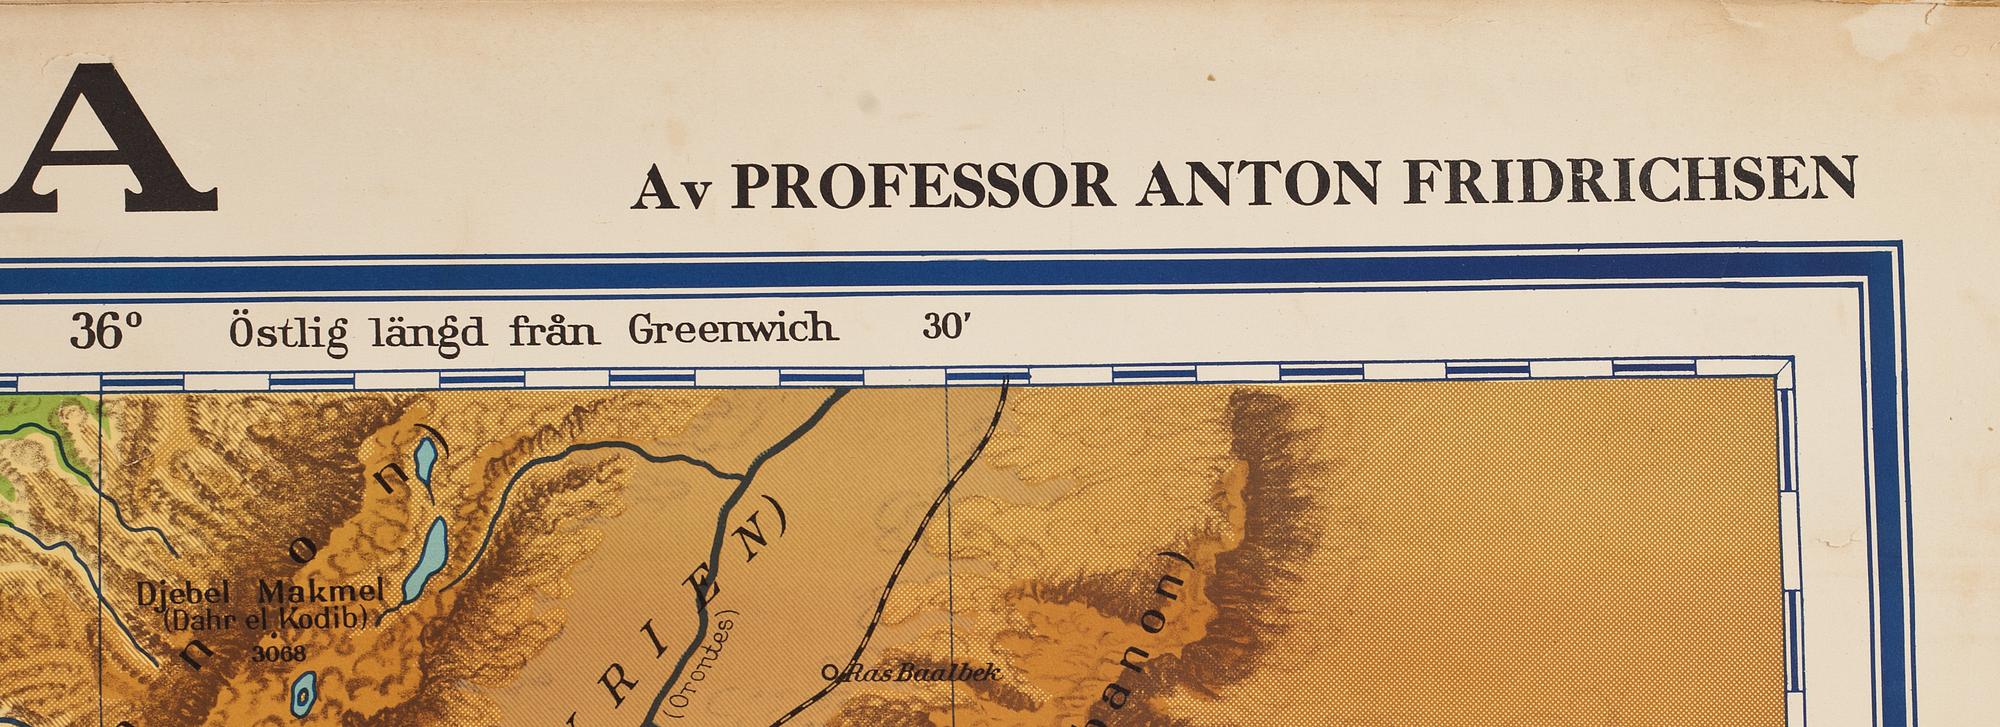 A
Av PROFESSOR ANTON FRIDRICHSEN
36° Östlig längd från Greenwich 30′
n o n)
Djebel Makmel
(Dahr el Kodib)
3068
RIEN)
(Orontes)
Ras Baalbek
anon)